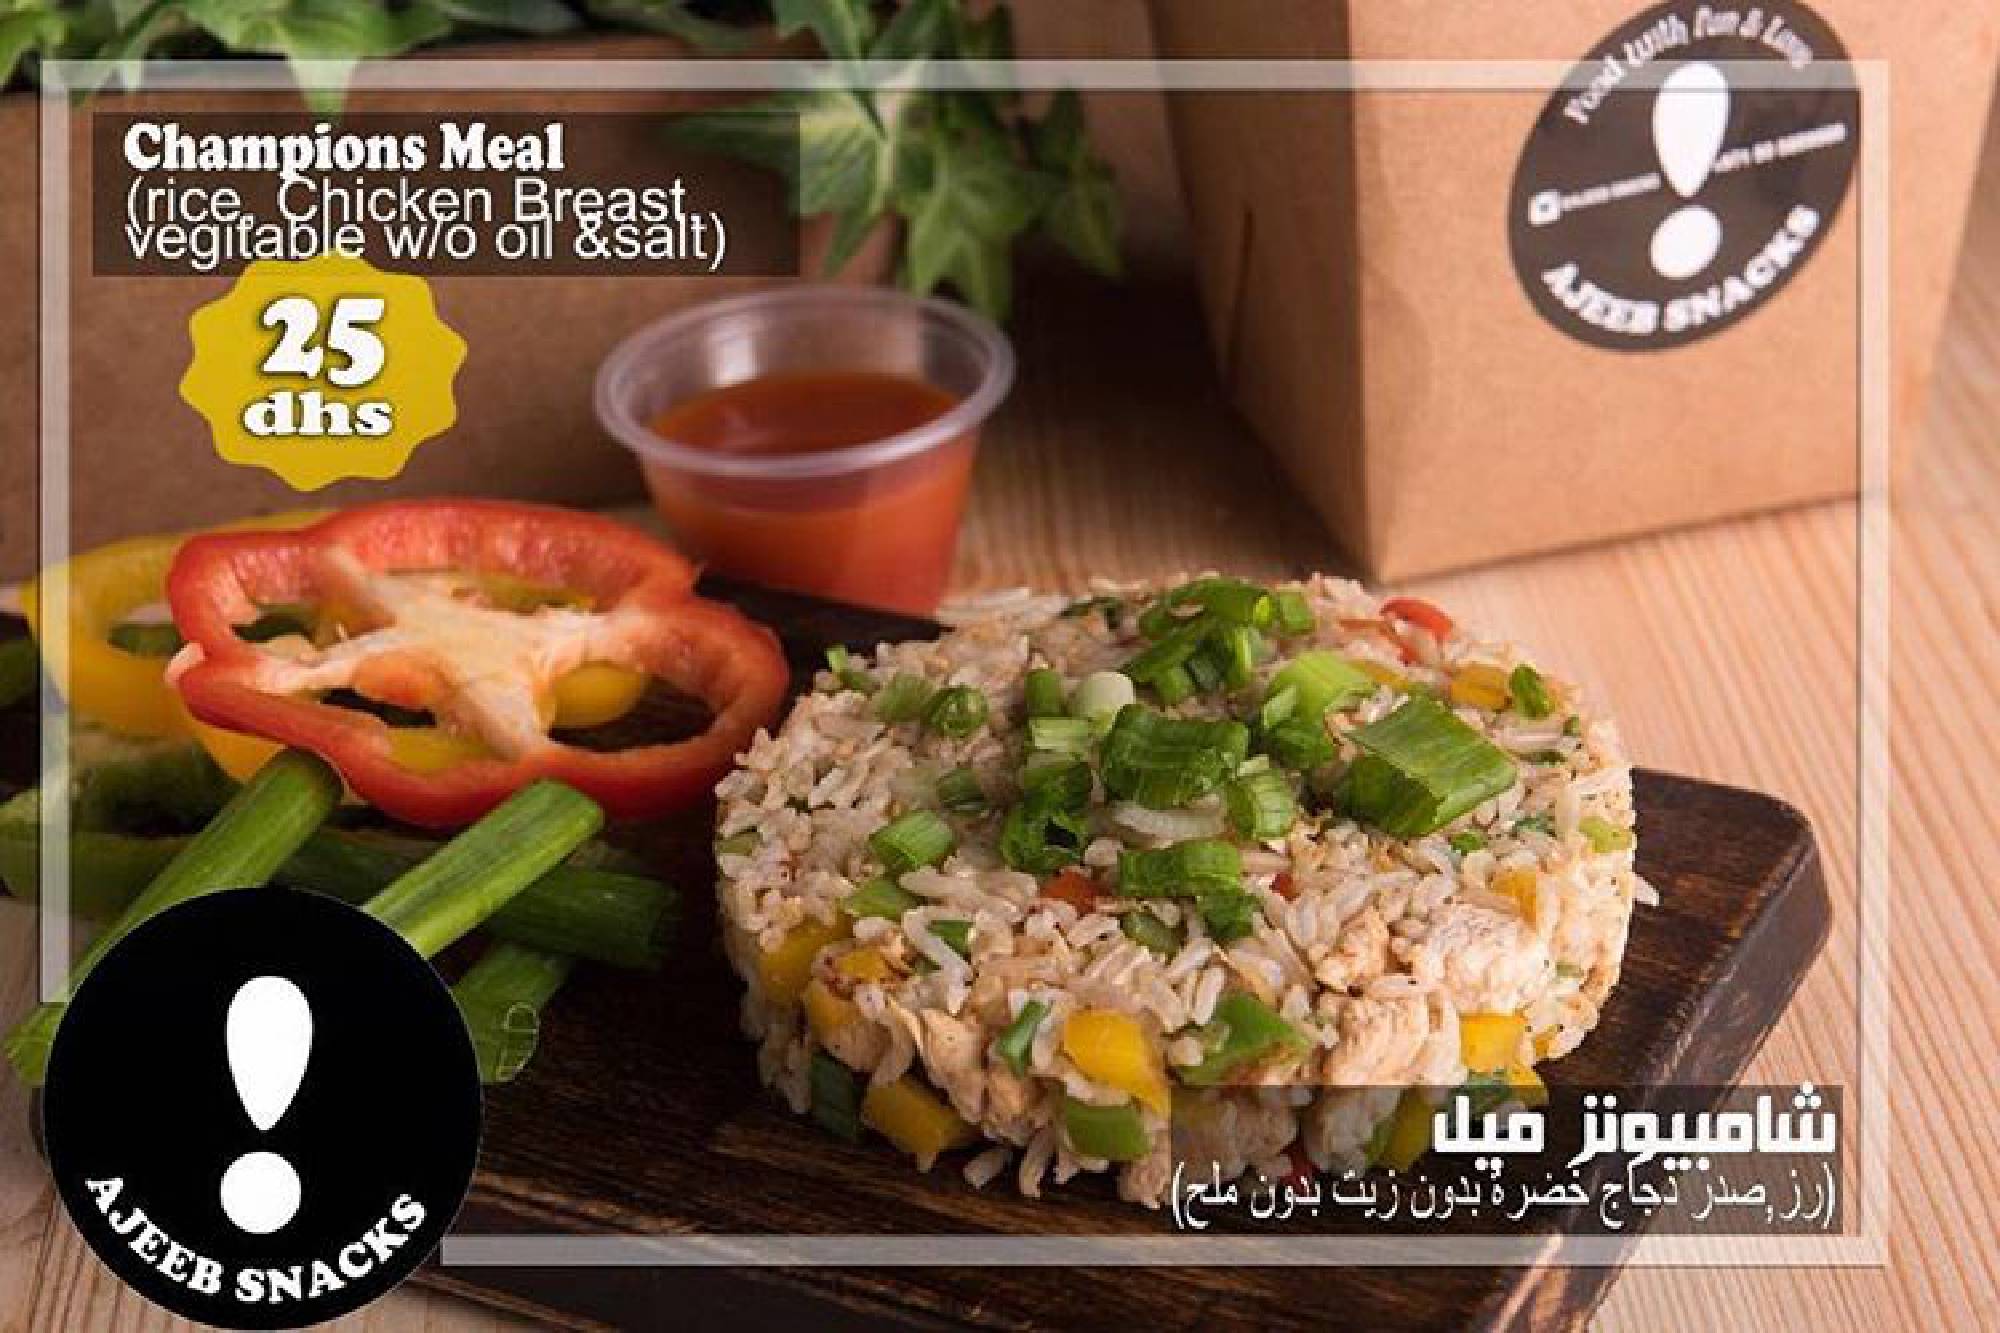 Food with Fun & Love
AJEEB SNACKS
Champions Meal
(rice, Chicken Breast,
vegitable w/o oil &salt)
25
dhs
شامبيونز ميل
(رز,صدر دجاج خضرة بدون زيت بدون ملح)
AJEEB SNACKS